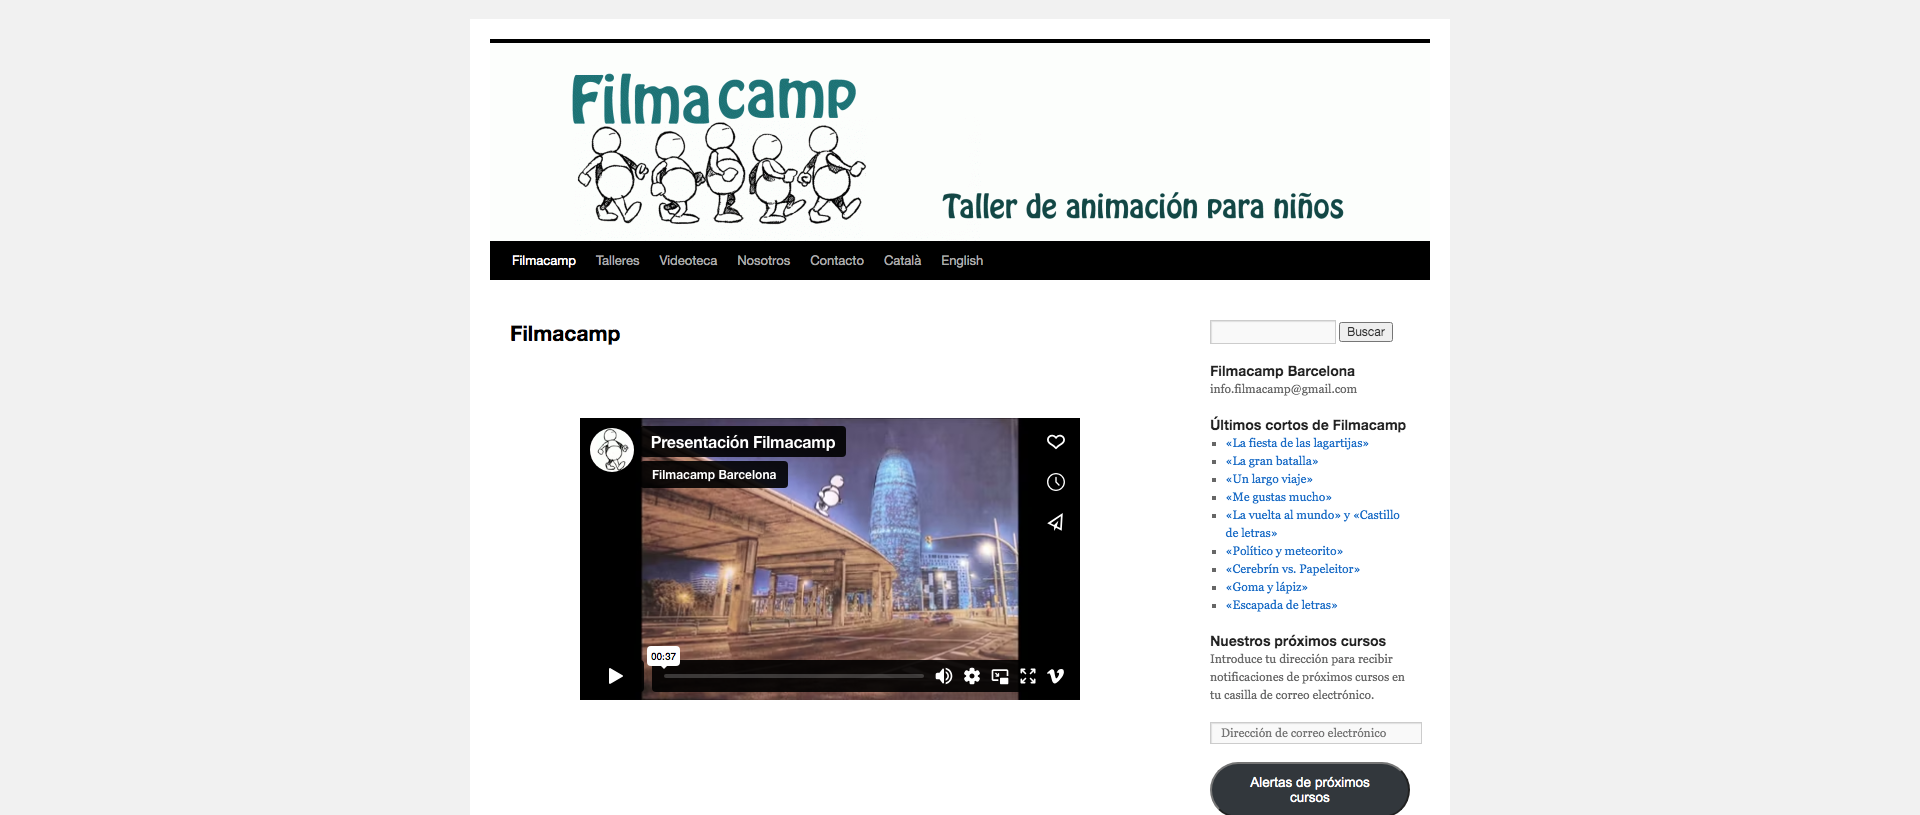 Filmacamp
Taller de animación para niños
Filmacamp Talleres Videoteca Nosotros Contacto Català English
Filmacamp
Presentación Filmacamp
Filmacamp Barcelona
00:37
Buscar
Filmacamp Barcelona
info.filmacamp@gmail.com
Últimos cortos de Filmacamp
«La fiesta de las lagartijas»
«La gran batalla»
«Un largo viaje»
«Me gustas mucho»
«La vuelta al mundo» y «Castillo
de letras»
«Político y meteorito»
«Cerebrín vs. Papeleitor»
«Goma y lápiz»
«Escapada de letras»
Nuestros próximos cursos
Introduce tu dirección para recibir
notificaciones de próximos cursos en
tu casilla de correo electrónico.
Dirección de correo electrónico
Alertas de próximos
cursos